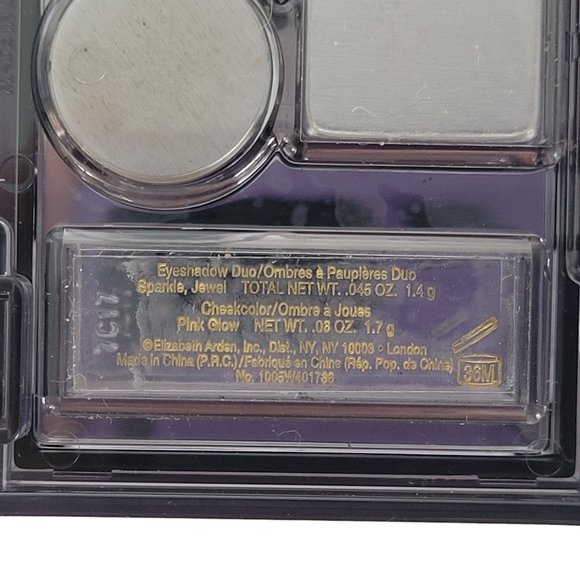 Eyeshadow Duo/Ombres à Paupières Duo
Sparkle, Jewel TOTAL NET WT. .045 OZ. 1.4 g
Cheekcolor/Ombre à Joues
Pink Glow NET WT. .06 OZ. 1.7 g
©Elizabeth Arden, Inc., Dist., NY, NY 10003 • London
Made in China (P.R.C.)/Fabriqué en Chine (Rép. Pop. de Chine)
No. 1005W401786
36M